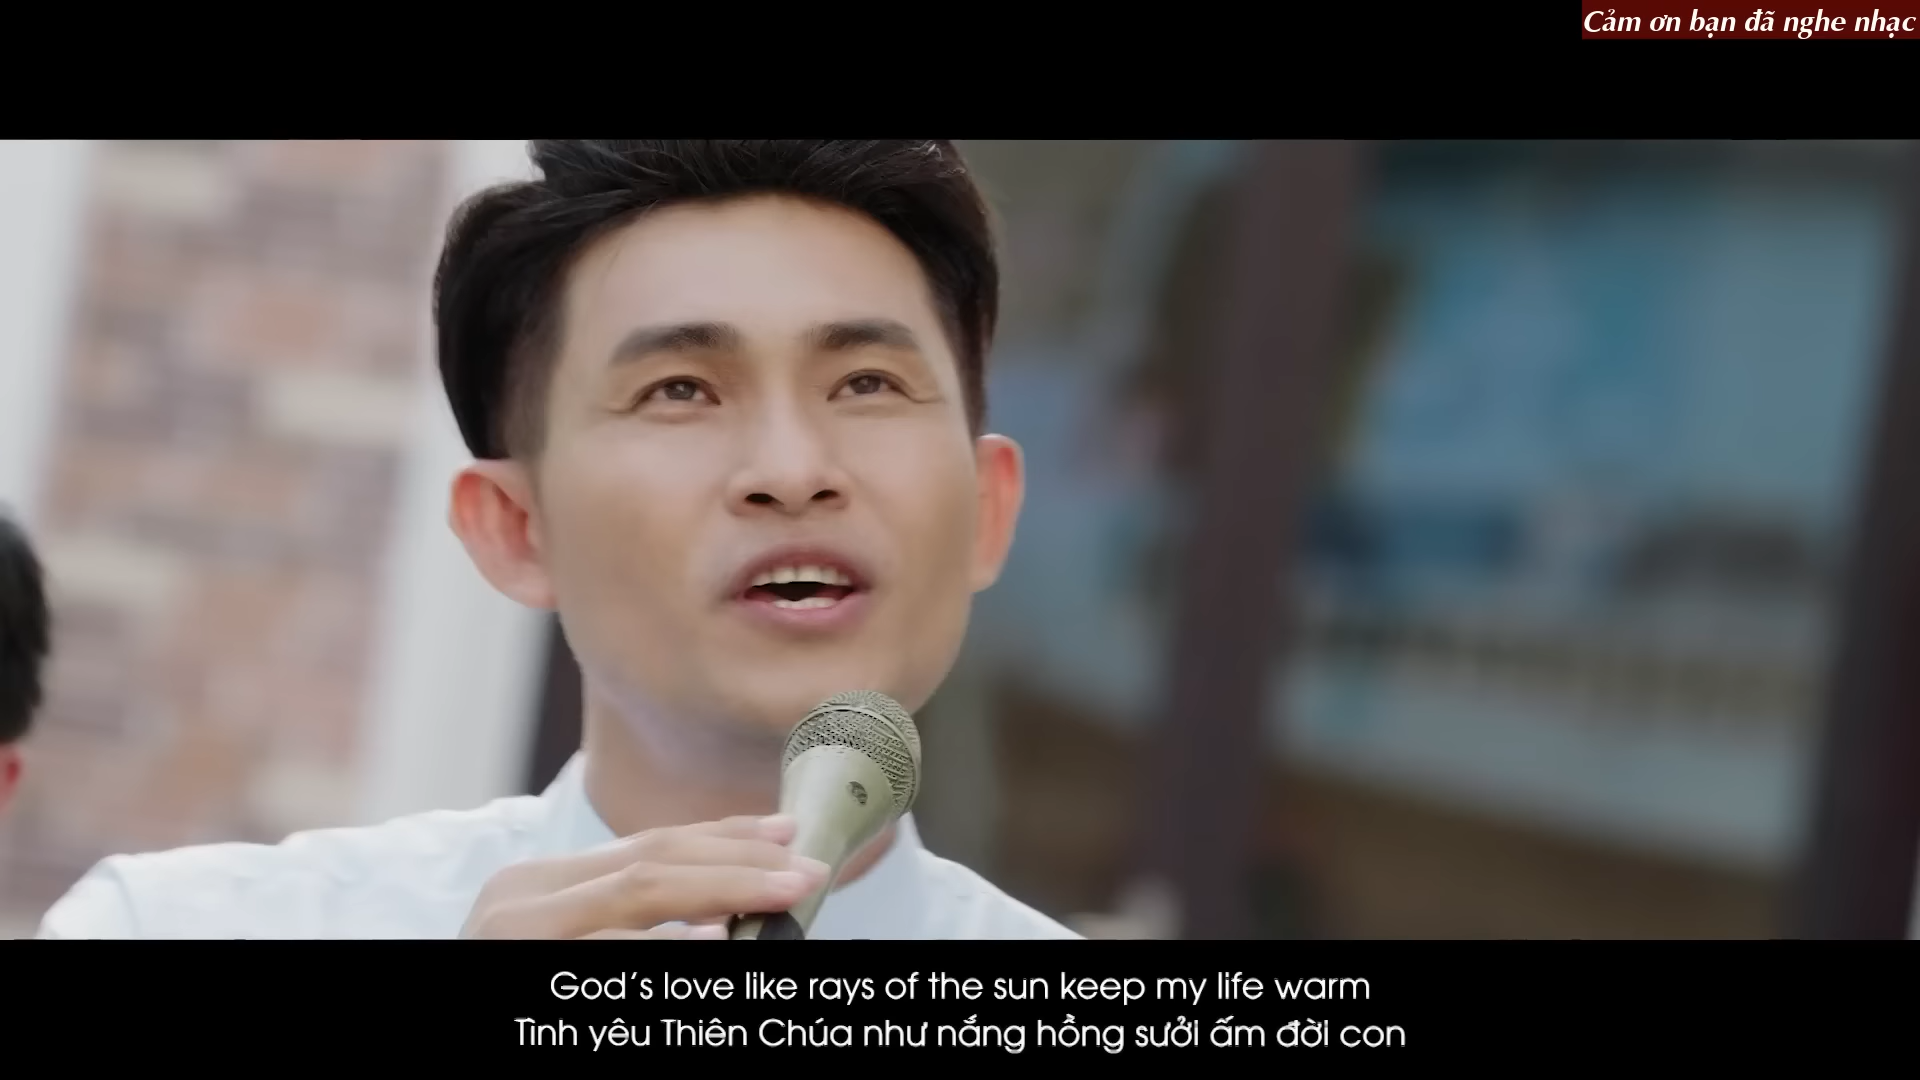 Cảm ơn bạn đã nghe nhạc
God's love like rays of the sun keep my life warm
Tình yêu Thiên Chúa như nắng hồng sưởi ấm đời con